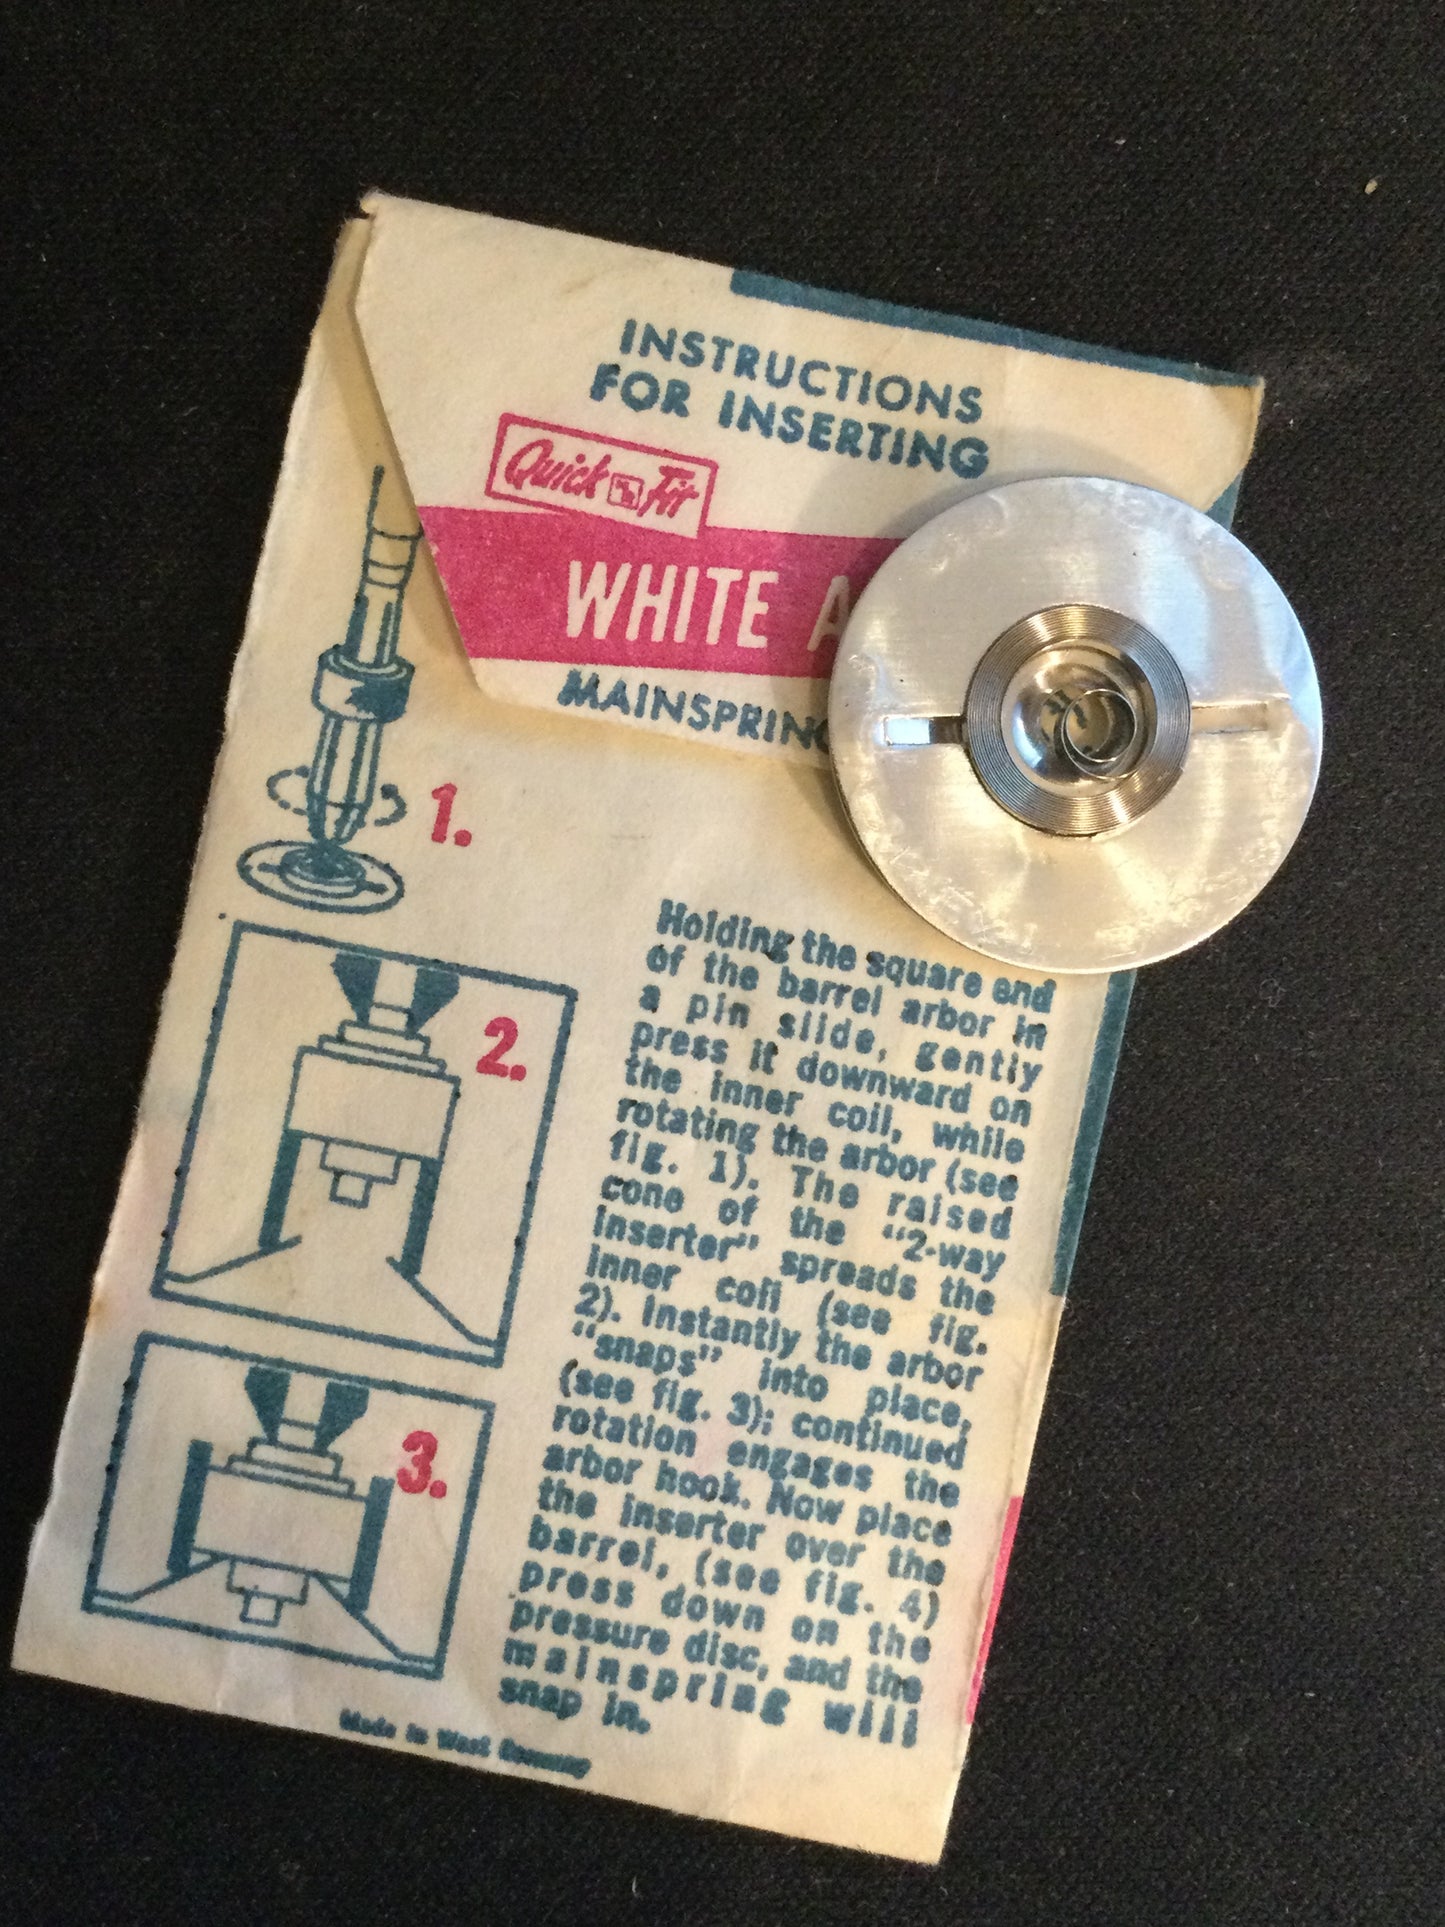 INSTRUCTIONS
FOR INSERTING
Quick Fit
WHITE A
MAINSPRING
1.
2.
3.
Holding the square end
of the barrel arbor in
a pin slide, gently
press it downward on
the inner coil, while
rotating the arbor (see
fig. 1). The raised
cone of the "2-way
inserter" spreads the
inner coil (see fig.
2). Instantly the arbor
"snaps" into place,
(see fig. 3); continued
rotation engages the
arbor hook. Now place
the inserter over the
barrel, (see fig. 4)
press down on the
pressure disc, and the
mainspring will
snap in.
Made in West Germany